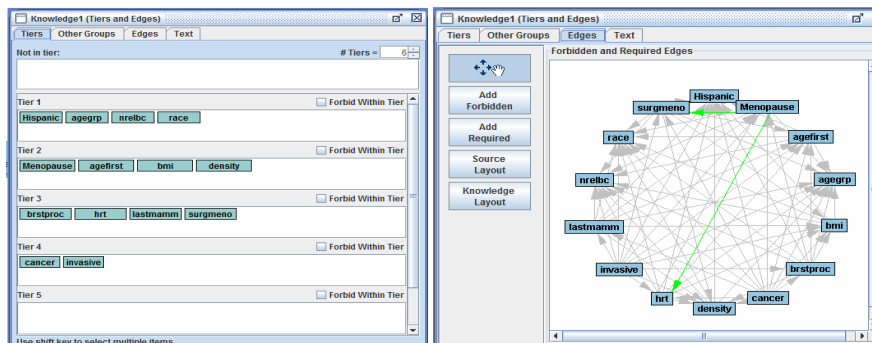 Knowledge1 (Tiers and Edges)
Tiers Other Groups Edges Text
Not in tier: # Tiers = 6
Tier 1 Forbid Within Tier
Hispanic agegrp nrelbc race
Tier 2 Forbid Within Tier
Menopause agefirst bmi density
Tier 3 Forbid Within Tier
brstproc hrt lastmamm surgmeno
Tier 4 Forbid Within Tier
cancer invasive
Tier 5 Forbid Within Tier
Use shift key to select multiple items
Knowledge1 (Tiers and Edges)
Tiers Other Groups Edges Text
Forbidden and Required Edges
Add
Forbidden
Add
Required
Source
Layout
Knowledge
Layout
Hispanic
surgmeno Menopause
race agefirst
nrelbc agegrp
lastmamm bmi
invasive brstproc
hrt cancer
density